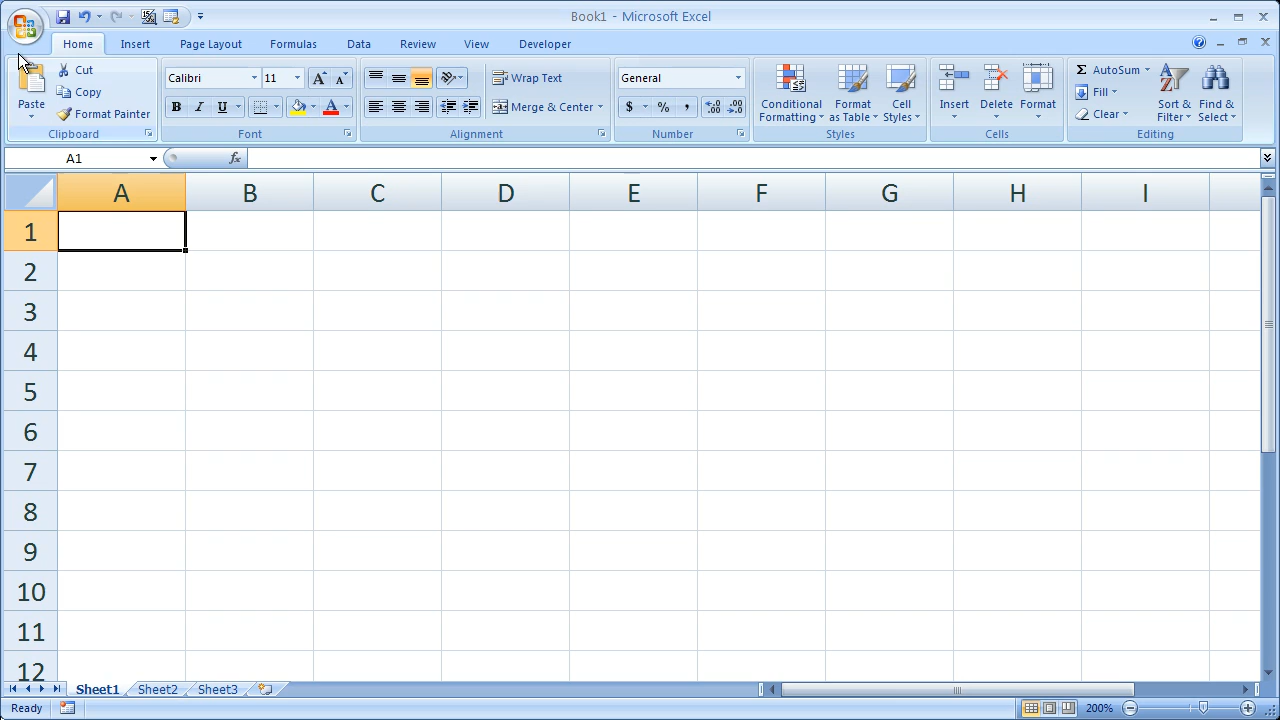 Book1 - Microsoft Excel
Home Insert Page Layout Formulas Data Review View Developer
Paste
Cut
Copy
Format Painter
Clipboard
Calibri 11
B I U
Font
Wrap Text
Merge & Center
Alignment
General
$ % ,
Number
Conditional Formatting
Format as Table
Cell Styles
Styles
Insert Delete Format
Cells
Σ AutoSum
Fill
Clear
Sort & Filter
Find & Select
Editing
A1 fx
A B C D E F G H I
1
2
3
4
5
6
7
8
9
10
11
12
Sheet1 Sheet2 Sheet3
Ready 200%